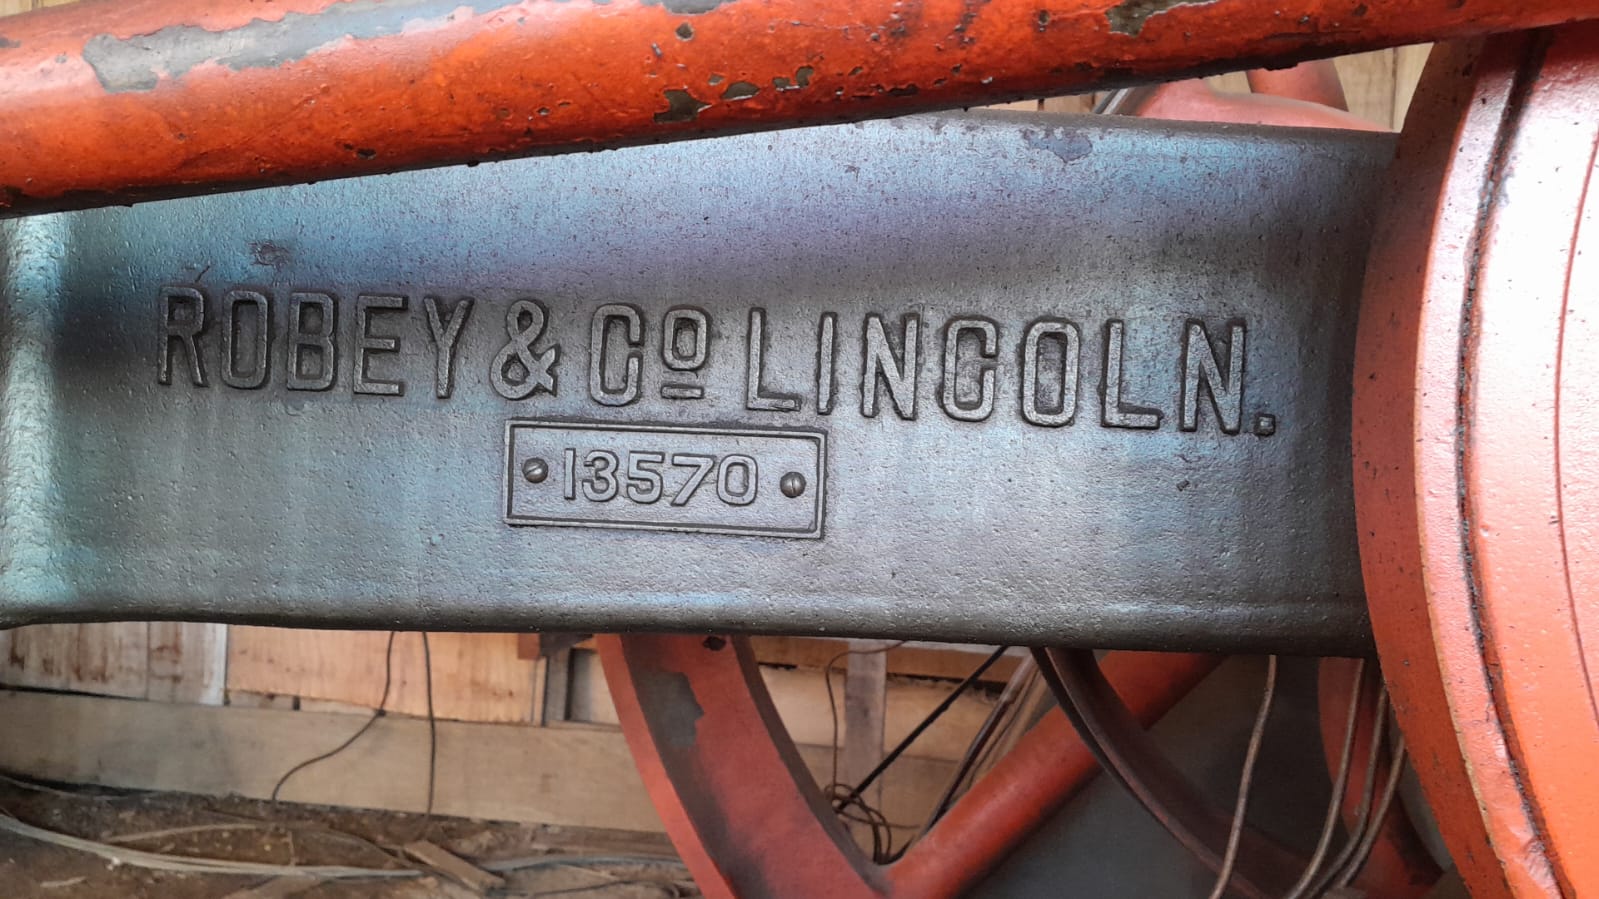 ROBEY & Cº LINCOLN.
13570